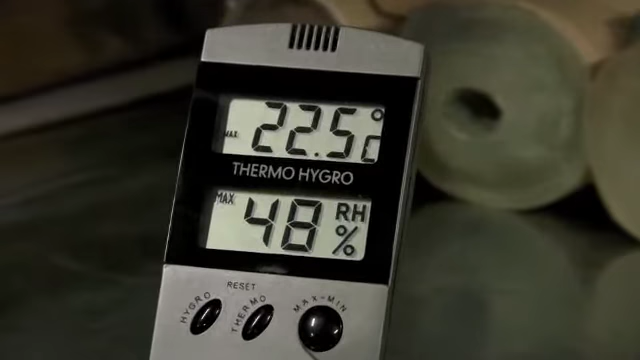 MAX 22.5°C
THERMO HYGRO
MAX 48 RH %
RESET
HYGRO THERMO MAX-MIN